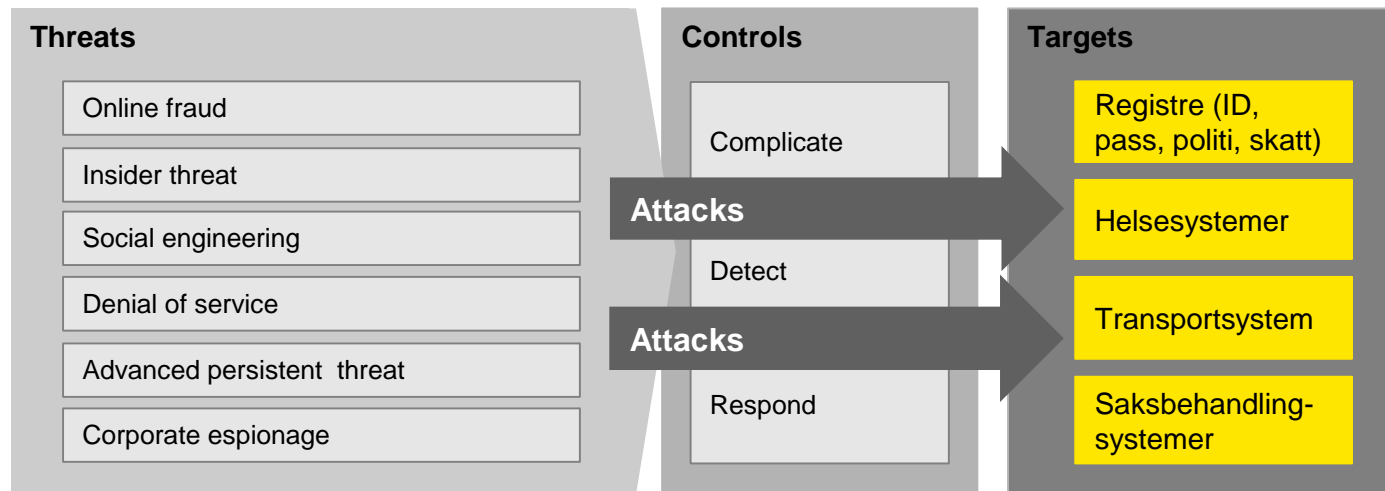 Threats
Online fraud
Insider threat
Social engineering
Denial of service
Advanced persistent  threat
Corporate espionage
Controls
Complicate
Attacks
Detect
Attacks
Respond
Targets
Registre (ID,
pass, politi, skatt)
Helsesystemer
Transportsystem
Saksbehandling-
systemer